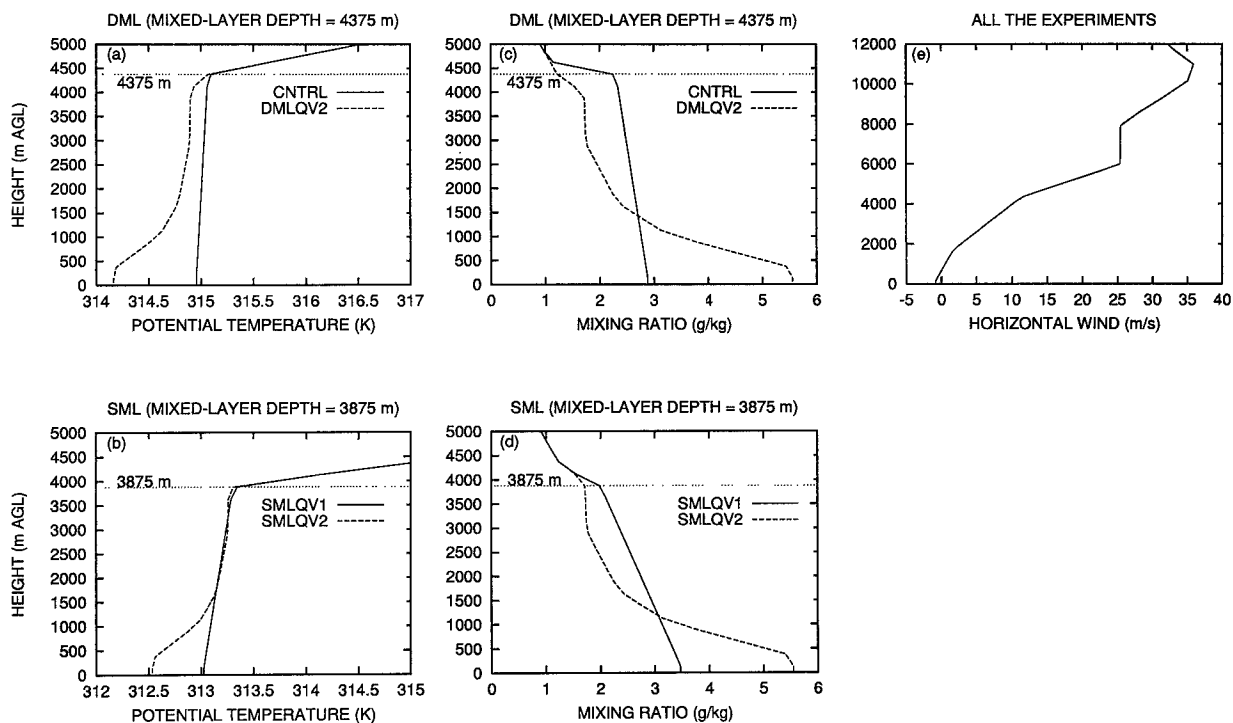 DML (MIXED-LAYER DEPTH = 4375 m)
(a)
5000
4500
4000
3500
3000
2500
2000
1500
1000
500
0
4375 m
CNTRL
DMLQV2
HEIGHT (m AGL)
314 314.5 315 315.5 316 316.5 317
POTENTIAL TEMPERATURE (K)
DML (MIXED-LAYER DEPTH = 4375 m)
(c)
5000
4500
4000
3500
3000
2500
2000
1500
1000
500
0
4375 m
CNTRL
DMLQV2
0 1 2 3 4 5 6
MIXING RATIO (g/kg)
ALL THE EXPERIMENTS
(e)
12000
10000
8000
6000
4000
2000
0
-5 0 5 10 15 20 25 30 35 40
HORIZONTAL WIND (m/s)
SML (MIXED-LAYER DEPTH = 3875 m)
(b)
5000
4500
4000
3500
3000
2500
2000
1500
1000
500
0
3875 m
SMLQV1
SMLQV2
HEIGHT (m AGL)
312 312.5 313 313.5 314 314.5 315
POTENTIAL TEMPERATURE (K)
SML (MIXED-LAYER DEPTH = 3875 m)
(d)
5000
4500
4000
3500
3000
2500
2000
1500
1000
500
0
3875 m
SMLQV1
SMLQV2
0 1 2 3 4 5 6
MIXING RATIO (g/kg)